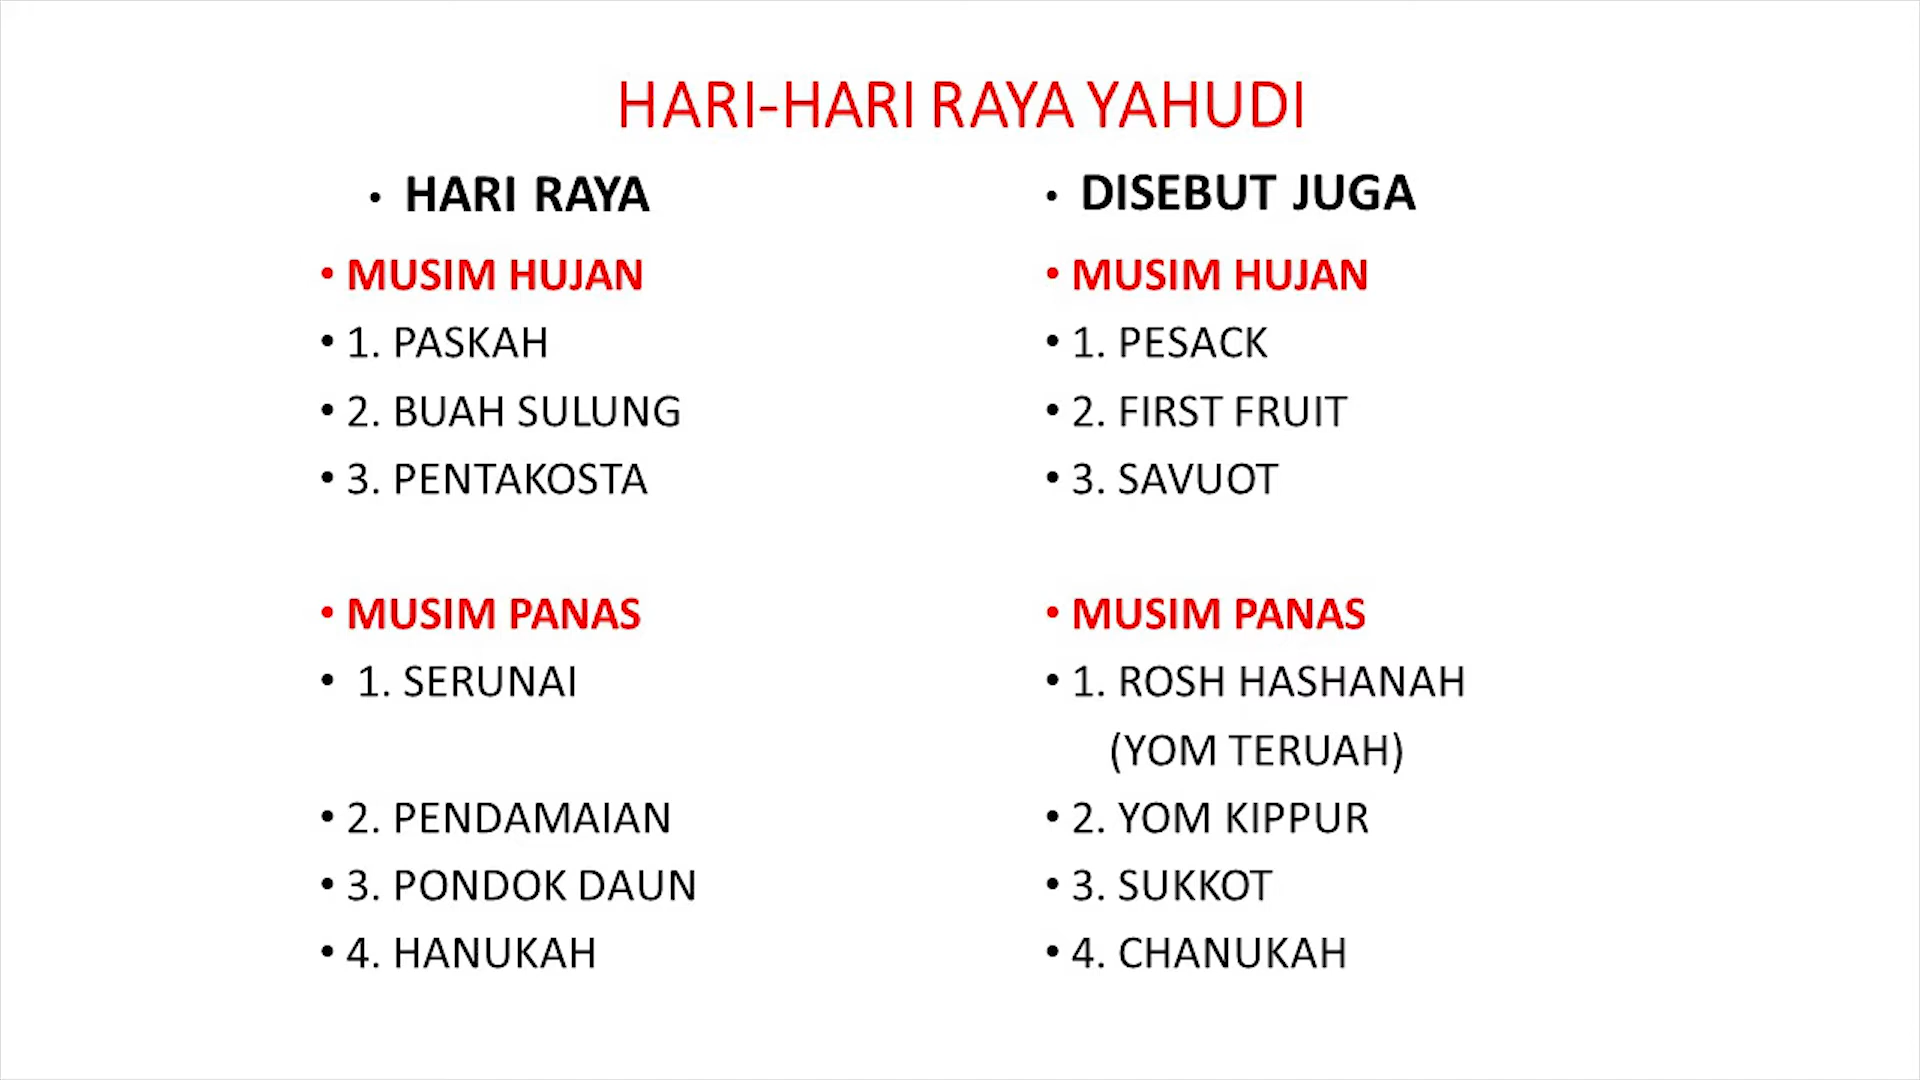 HARI-HARI RAYA YAHUDI
• HARI RAYA
• MUSIM HUJAN
• 1. PASKAH
• 2. BUAH SULUNG
• 3. PENTAKOSTA
• MUSIM PANAS
• 1. SERUNAI
• 2. PENDAMAIAN
• 3. PONDOK DAUN
• 4. HANUKAH
• DISEBUT JUGA
• MUSIM HUJAN
• 1. PESACK
• 2. FIRST FRUIT
• 3. SAVUOT
• MUSIM PANAS
• 1. ROSH HASHANAH
(YOM TERUAH)
• 2. YOM KIPPUR
• 3. SUKKOT
• 4. CHANUKAH